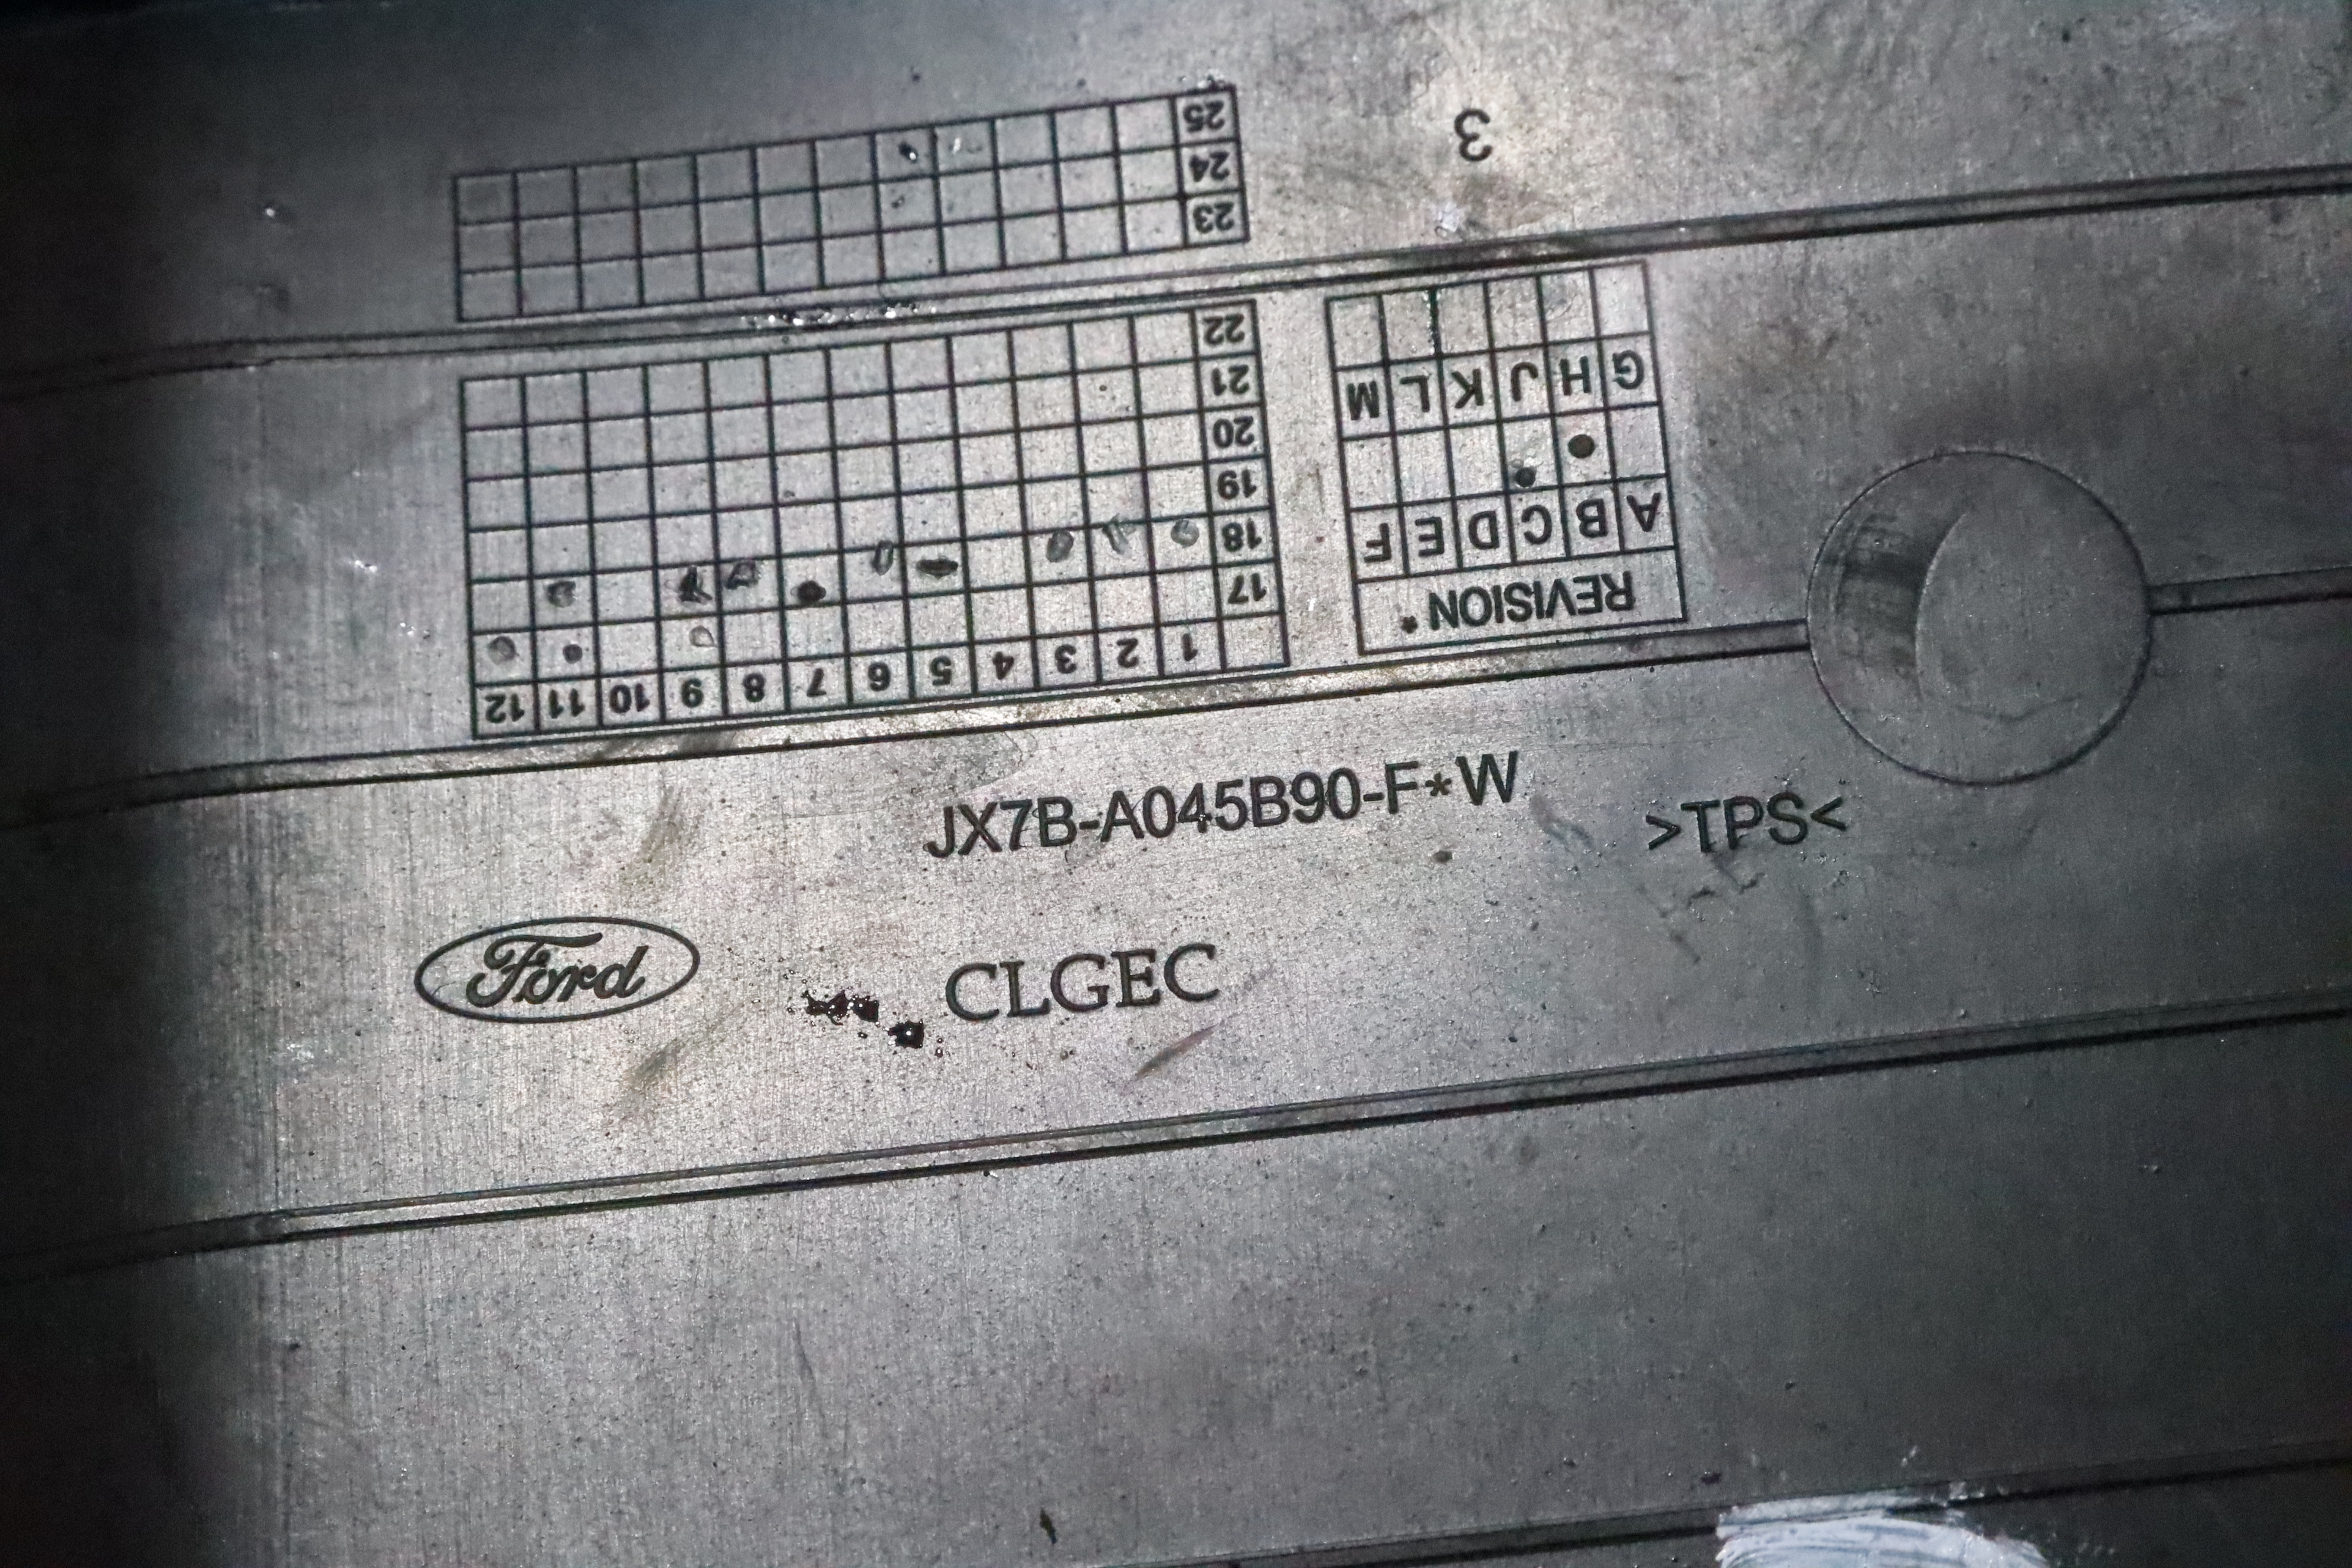 3
25
24
23
22
21
20
19
18
17
12 11 10 9 8 7 6 5 4 3 2 1
REVISION *
A B C D E F
G H J K L M
JX7B-A045B90-F*W
>TPS<
Ford
CLGEC